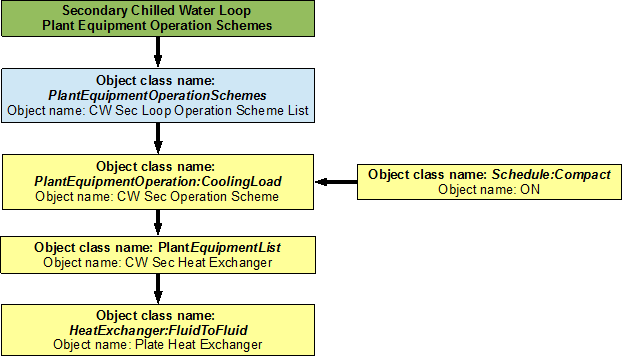 Secondary Chilled Water Loop
Plant Equipment Operation Schemes
Object class name:
PlantEquipmentOperationSchemes
Object name: CW Sec Loop Operation Scheme List
Object class name:
PlantEquipmentOperation:CoolingLoad
Object name: CW Sec Operation Scheme
Object class name: Schedule:Compact
Object name: ON
Object class name: PlantEquipmentList
Object name: CW Sec Heat Exchanger
Object class name:
HeatExchanger:FluidToFluid
Object name: Plate Heat Exchanger